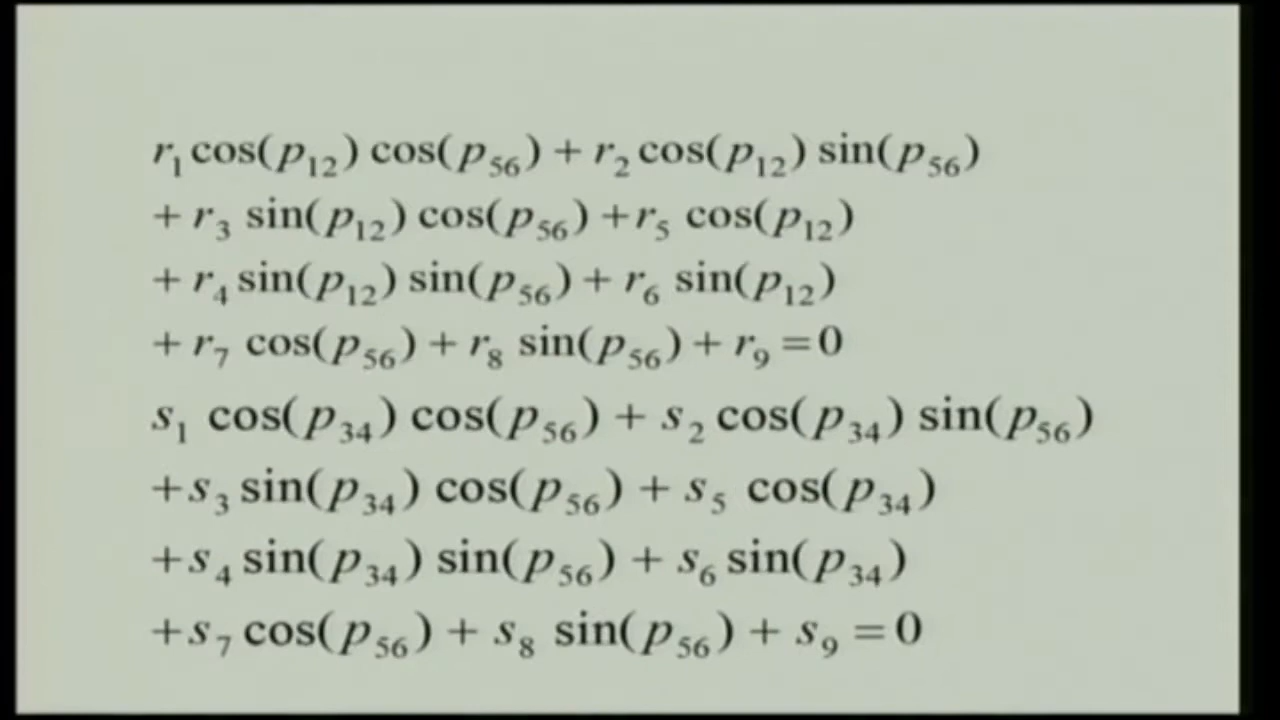 r₁ cos(p₁₂) cos(p₅₆) + r₂ cos(p₁₂) sin(p₅₆)
+ r₃ sin(p₁₂) cos(p₅₆) + r₅ cos(p₁₂)
+ r₄ sin(p₁₂) sin(p₅₆) + r₆ sin(p₁₂)
+ r₇ cos(p₅₆) + r₈ sin(p₅₆) + r₉ = 0
s₁ cos(p₃₄) cos(p₅₆) + s₂ cos(p₃₄) sin(p₅₆)
+ s₃ sin(p₃₄) cos(p₅₆) + s₅ cos(p₃₄)
+ s₄ sin(p₃₄) sin(p₅₆) + s₆ sin(p₃₄)
+ s₇ cos(p₅₆) + s₈ sin(p₅₆) + s₉ = 0